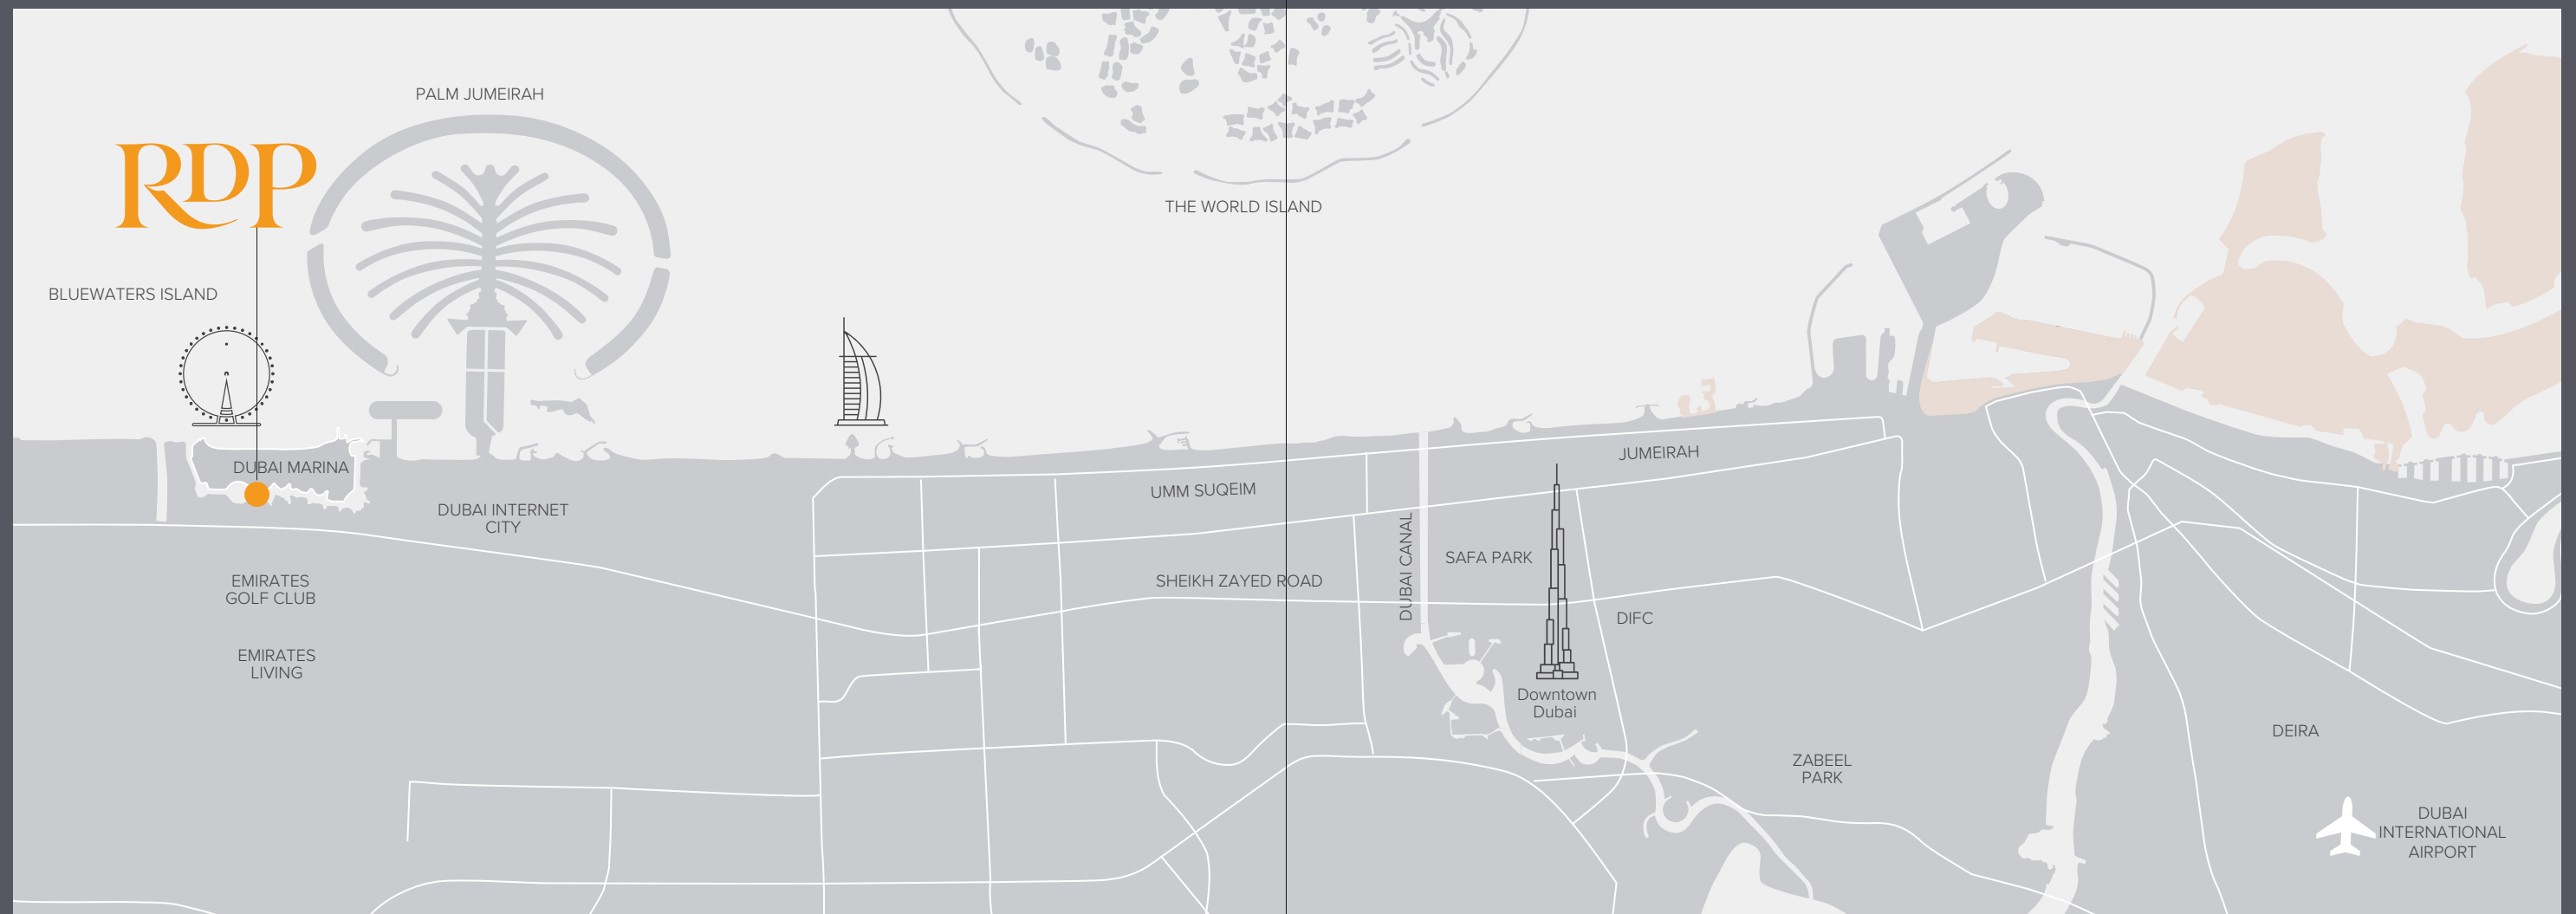 PALM JUMEIRAH
RDP
THE WORLD ISLAND
BLUEWATERS ISLAND
DUBAI MARINA
JUMEIRAH
UMM SUQEIM
DUBAI INTERNET
CITY
DUBAI CANAL
SAFA PARK
EMIRATES
GOLF CLUB
SHEIKH ZAYED ROAD
DIFC
EMIRATES
LIVING
Downtown
Dubai
DEIRA
ZABEEL
PARK
DUBAI
INTERNATIONAL
AIRPORT